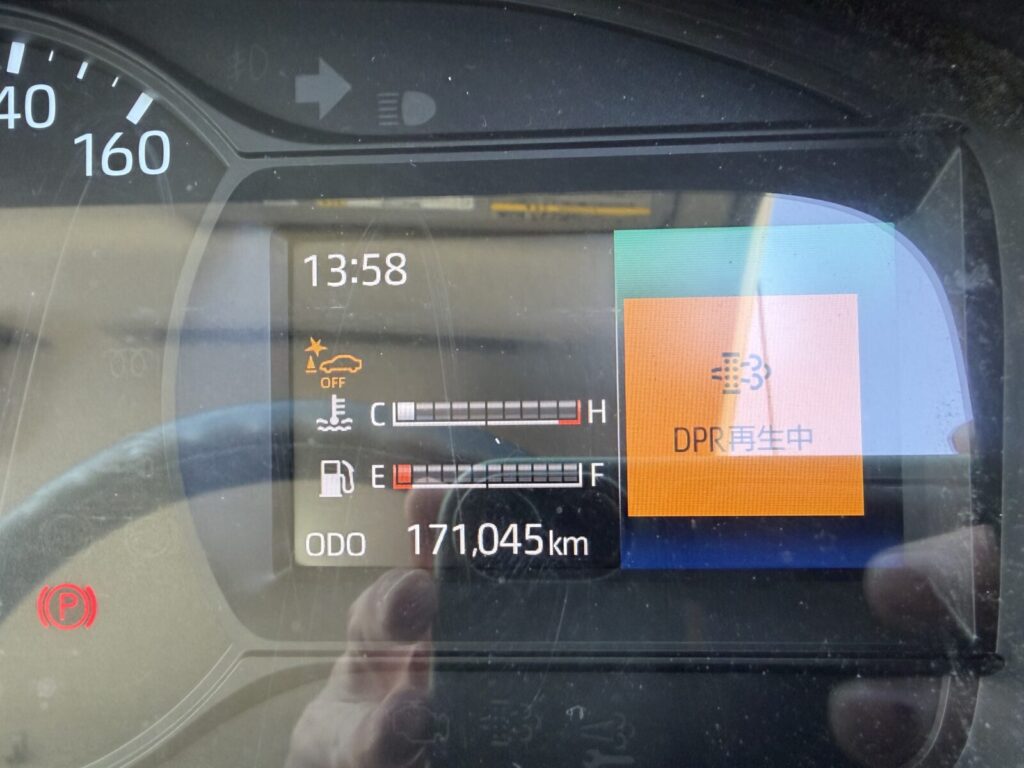 40
160
13:58
OFF
C H
E F
ODO 171,045km
DPR再生中
P